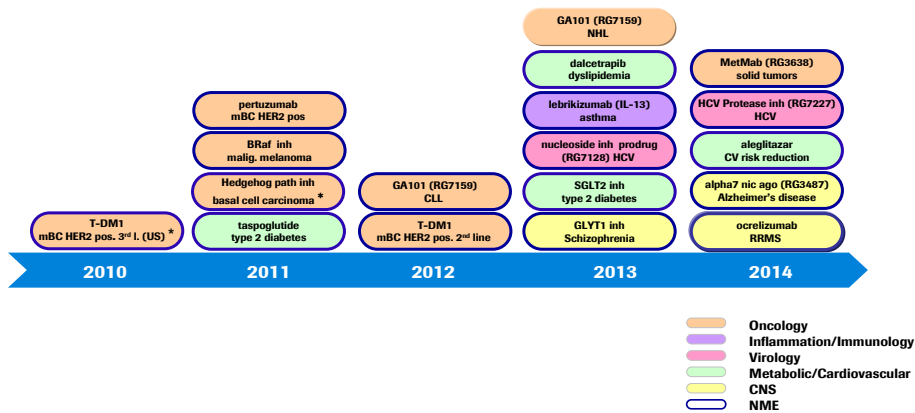 GA101 (RG7159)
NHL
dalcetrapib
dyslipidemia
MetMab (RG3638)
solid tumors
pertuzumab
mBC HER2 pos
lebrikizumab (IL-13)
asthma
HCV Protease inh (RG7227)
HCV
BRaf inh
malig. melanoma
nucleoside inh prodrug
(RG7128) HCV
aleglitazar
CV risk reduction
Hedgehog path inh
basal cell carcinoma *
GA101 (RG7159)
CLL
SGLT2 inh
type 2 diabetes
alpha7 nic ago (RG3487)
Alzheimer's disease
T-DM1
mBC HER2 pos. 3rd l. (US) *
taspoglutide
type 2 diabetes
T-DM1
mBC HER2 pos. 2nd line
GLYT1 inh
Schizophrenia
ocrelizumab
RRMS
2010 2011 2012 2013 2014
Oncology
Inflammation/Immunology
Virology
Metabolic/Cardiovascular
CNS
NME